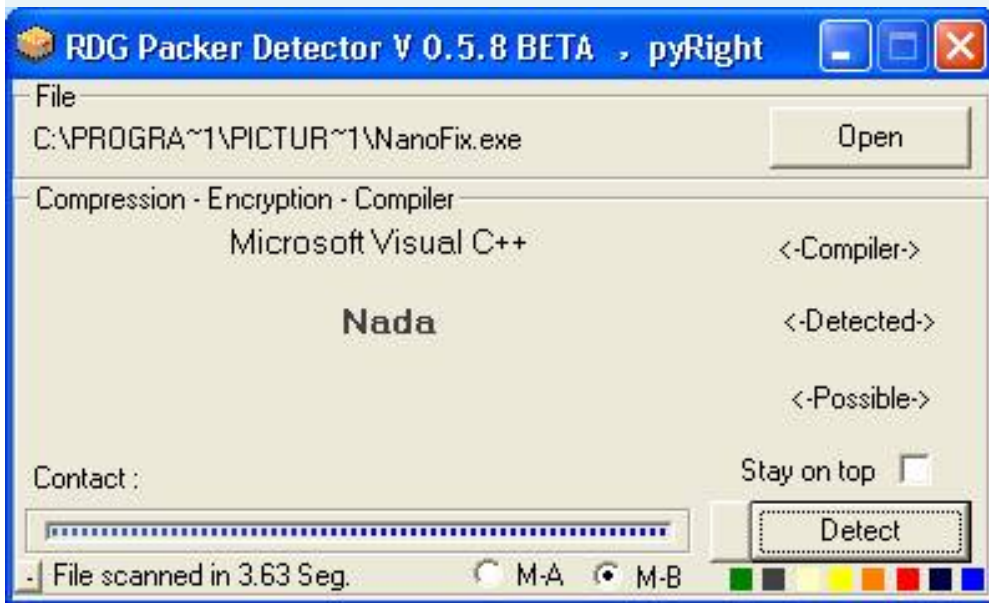 RDG Packer Detector V 0.5.8 BETA , pyRight
File
C:\PROGRA~1\PICTUR~1\NanoFix.exe
Open
Compression - Encryption - Compiler
Microsoft Visual C++
<-Compiler->
Nada
<-Detected->
<-Possible->
Stay on top
Contact :
Detect
- File scanned in 3.63 Seg. M-A M-B